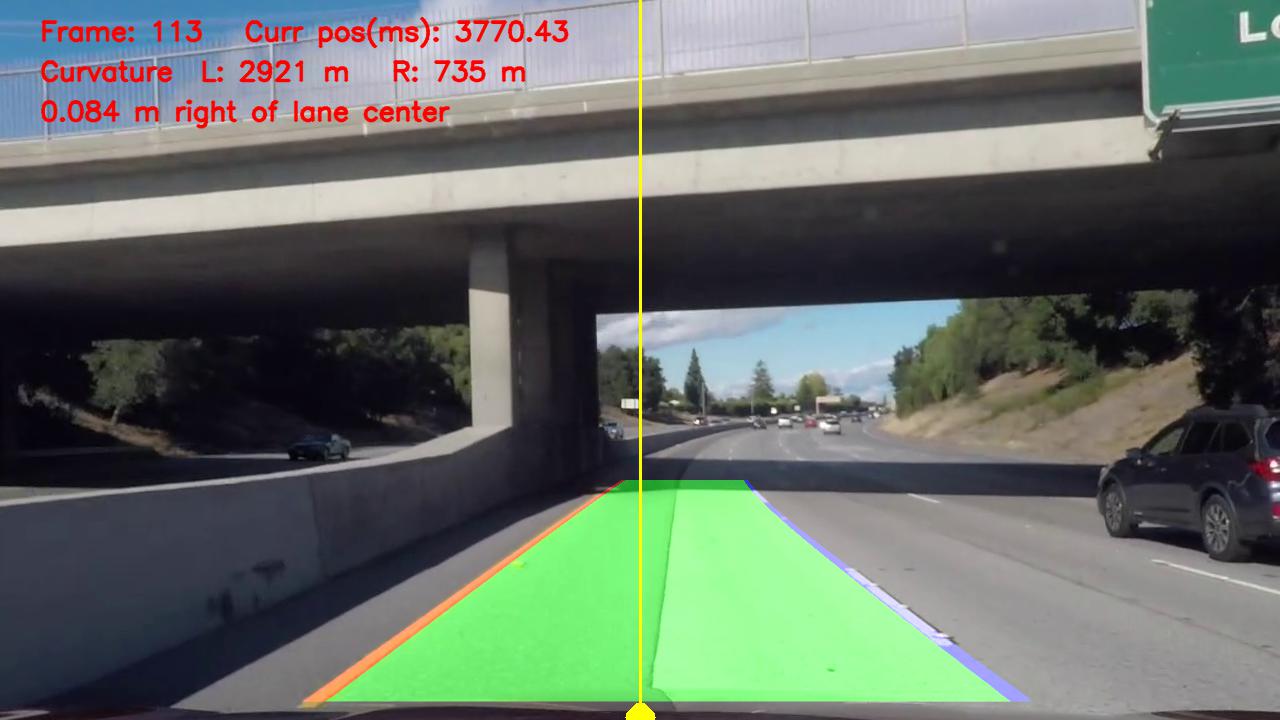 Frame: 113 Curr pos(ms): 3770.43
Curvature L: 2921 m R: 735 m
0.084 m right of lane center